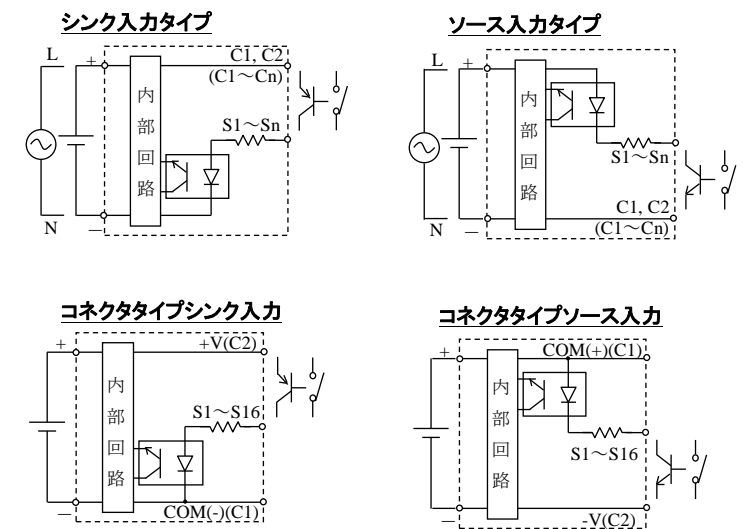 シンク入力タイプ
L
+
C1, C2
(C1～Cn)
内部回路
S1～Sn
N
－
ソース入力タイプ
L
+
内部回路
S1～Sn
C1, C2
(C1～Cn)
N
－
コネクタタイプシンク入力
+
+V(C2)
内部回路
S1～S16
COM(-)(C1)
－
コネクタタイプソース入力
+
COM(+)(C1)
内部回路
S1～S16
-V(C2)
－